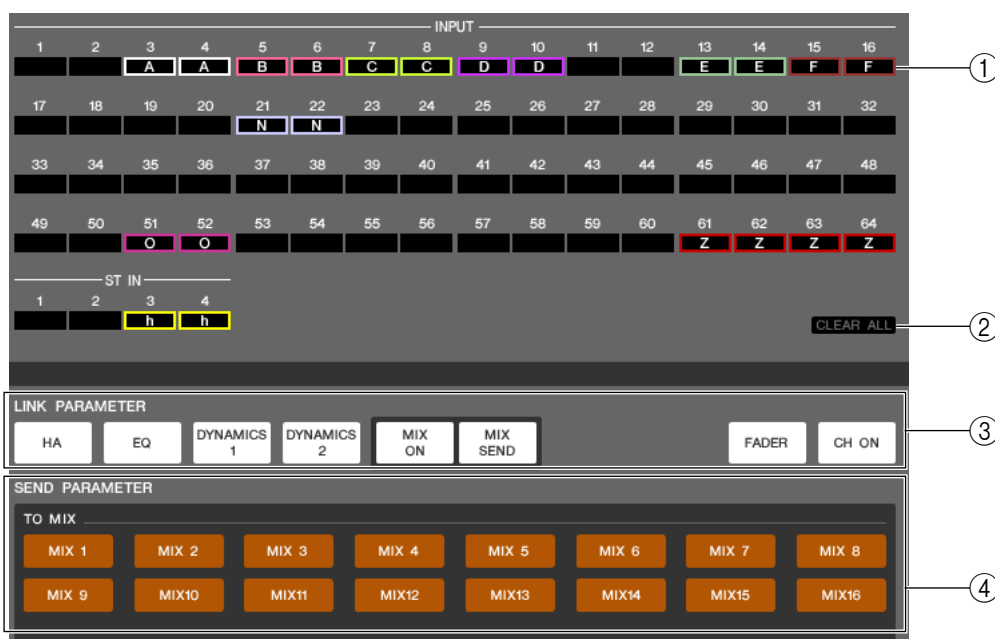 INPUT
1 2 3 4 5 6 7 8 9 10 11 12 13 14 15 16
A A B B C C D D E E F F
①
17 18 19 20 21 22 23 24 25 26 27 28 29 30 31 32
N N
33 34 35 36 37 38 39 40 41 42 43 44 45 46 47 48
49 50 51 52 53 54 55 56 57 58 59 60 61 62 63 64
O O Z Z Z Z
ST IN
1 2 3 4
h h
CLEAR ALL
②
LINK PARAMETER
HA EQ DYNAMICS 1 DYNAMICS 2 MIX ON MIX SEND FADER CH ON
③
SEND PARAMETER
TO MIX
MIX 1 MIX 2 MIX 3 MIX 4 MIX 5 MIX 6 MIX 7 MIX 8
MIX 9 MIX10 MIX11 MIX12 MIX13 MIX14 MIX15 MIX16
④